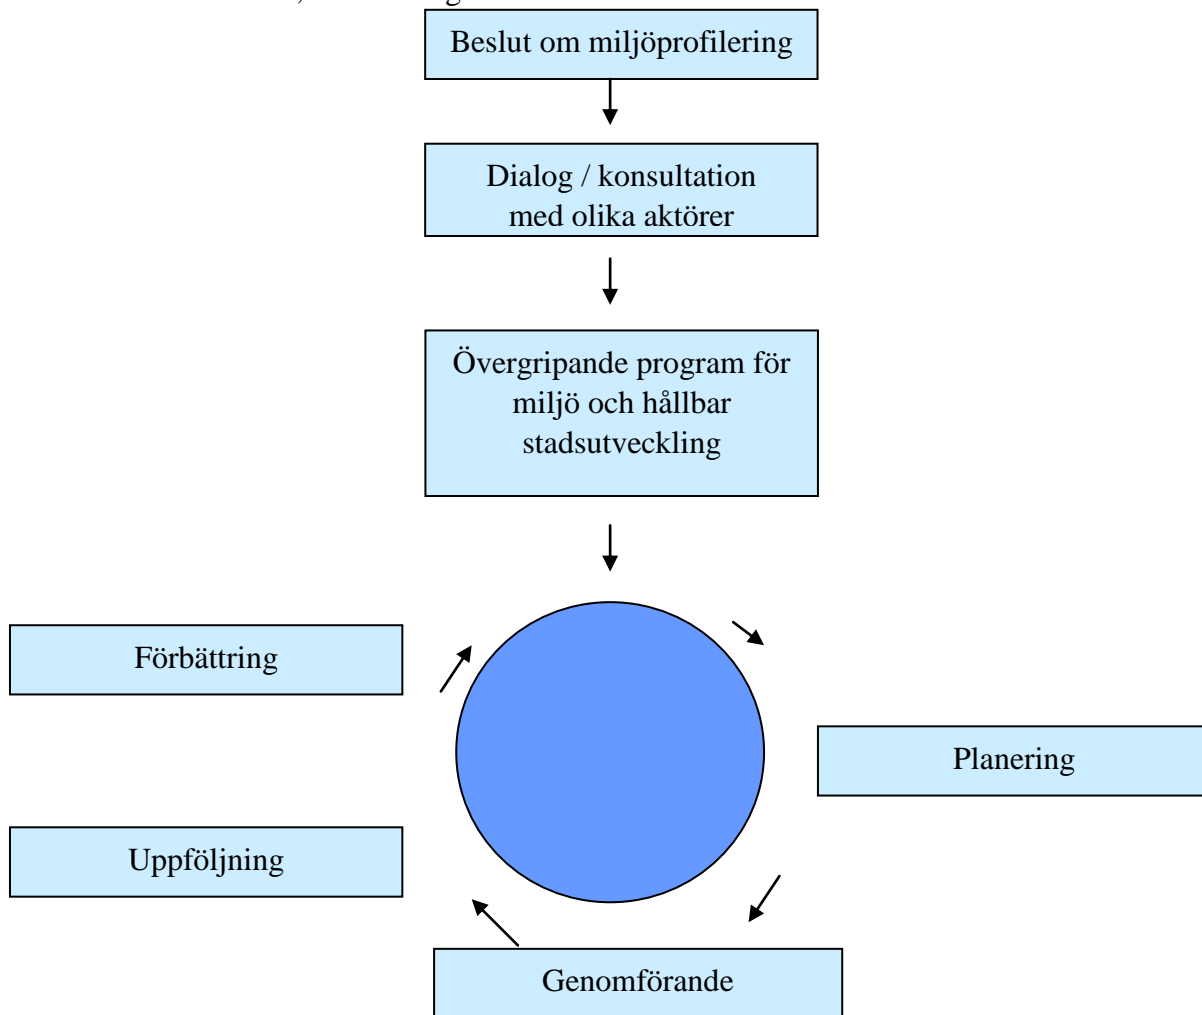 Beslut om miljöprofilering
Dialog / konsultation
med olika aktörer
Övergripande program för
miljö och hållbar
stadsutveckling
Förbättring
Planering
Uppföljning
Genomförande